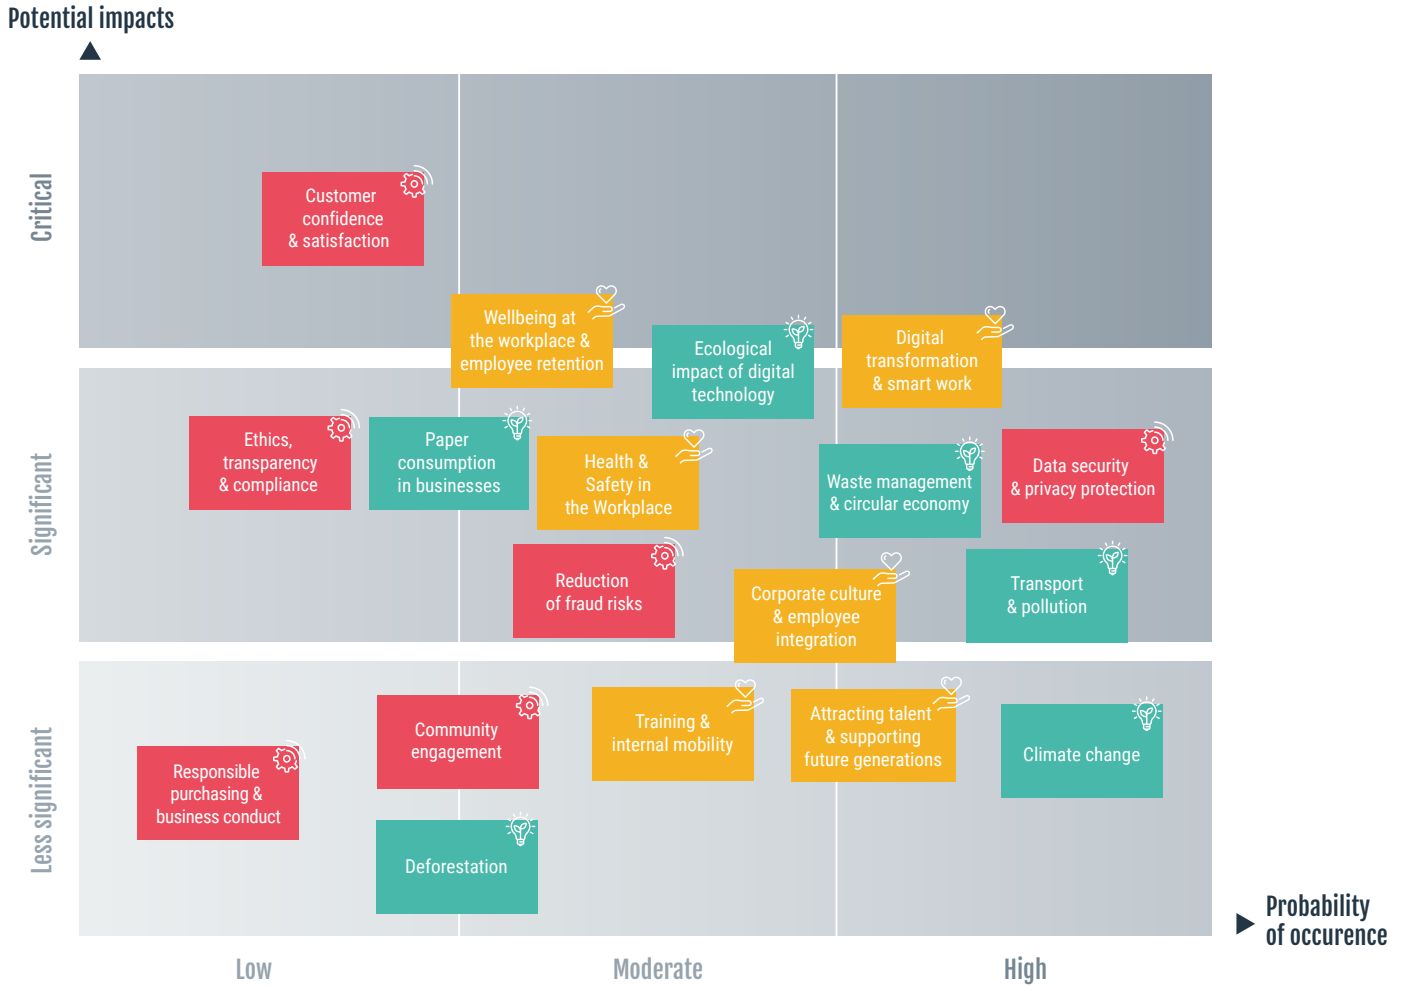 Potential impacts
Critical
Customer
confidence
& satisfaction
Wellbeing at
the workplace &
employee retention
Ecological
impact of digital
technology
Digital
transformation
& smart work
Significant
Ethics,
transparency
& compliance
Paper
consumption
in businesses
Health &
Safety in
the Workplace
Waste management
& circular economy
Data security
& privacy protection
Reduction
of fraud risks
Corporate culture
& employee
integration
Transport
& pollution
Less significant
Responsible
purchasing &
business conduct
Community
engagement
Training &
internal mobility
Attracting talent
& supporting
future generations
Climate change
Deforestation
Probability
of occurence
Low
Moderate
High